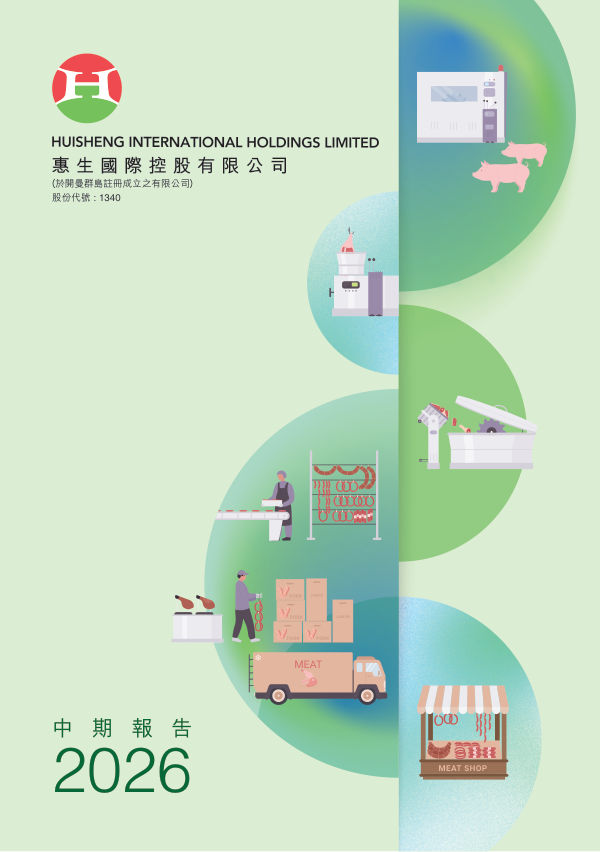 HUISHENG INTERNATIONAL HOLDINGS LIMITED
惠生國際控股有限公司
(於開曼群島註冊成立之有限公司)
股份代號 : 1340
MEAT
MEAT SHOP
中期報告
2026